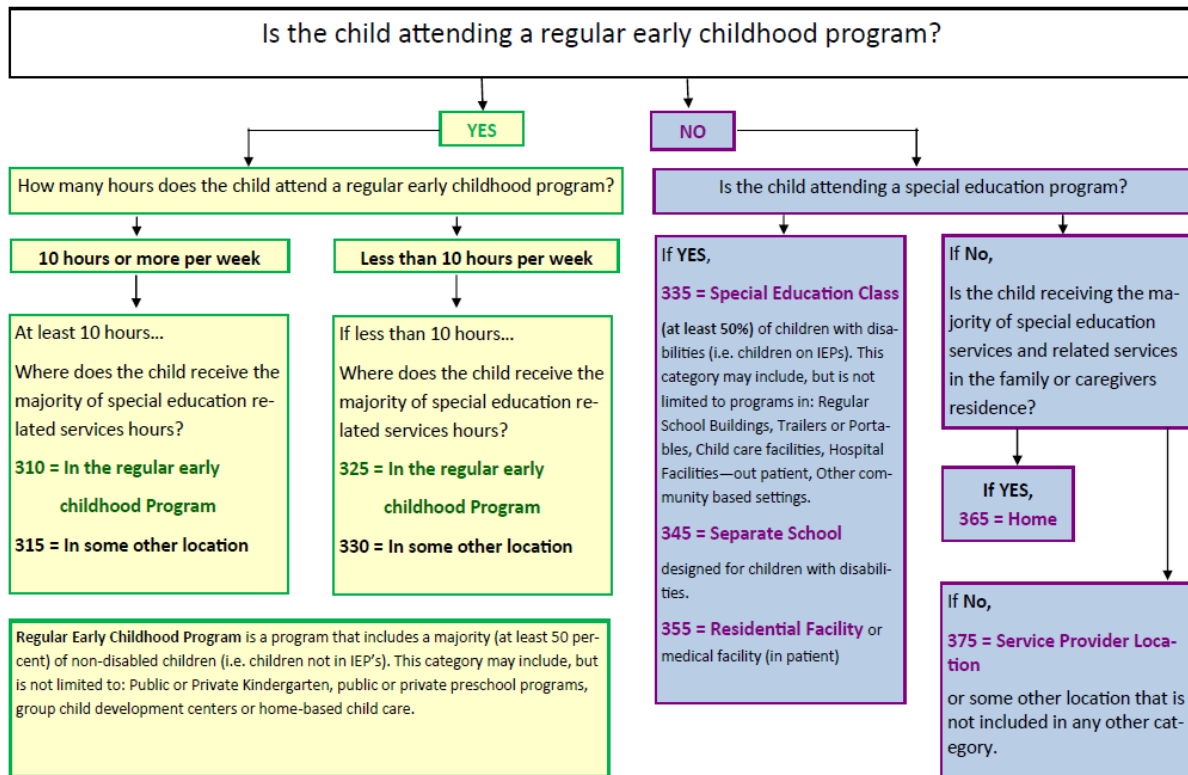 Is the child attending a regular early childhood program?
YES
NO
How many hours does the child attend a regular early childhood program?
Is the child attending a special education program?
10 hours or more per week
Less than 10 hours per week
At least 10 hours...
Where does the child receive the
majority of special education re-
lated services hours?
310 = In the regular early
childhood Program
315 = In some other location
If less than 10 hours...
Where does the child receive the
majority of special education re-
lated services hours?
325 = In the regular early
childhood Program
330 = In some other location
Regular Early Childhood Program is a program that includes a majority (at least 50 per-
cent) of non-disabled children (i.e. children not in IEP's). This category may include, but
is not limited to: Public or Private Kindergarten, public or private preschool programs,
group child development centers or home-based child care.
If YES,
335 = Special Education Class
(at least 50%) of children with disa-
bilities (i.e. children on IEPs). This
category may include, but is not
limited to programs in: Regular
School Buildings, Trailers or Porta-
bles, Child care facilities, Hospital
Facilities—out patient, Other com-
munity based settings.
345 = Separate School
designed for children with disabili-
ties.
355 = Residential Facility or
medical facility (in patient)
If No,
Is the child receiving the ma-
jority of special education
services and related services
in the family or caregivers
residence?
If YES,
365 = Home
If No,
375 = Service Provider Loca-
tion
or some other location that is
not included in any other cat-
egory.